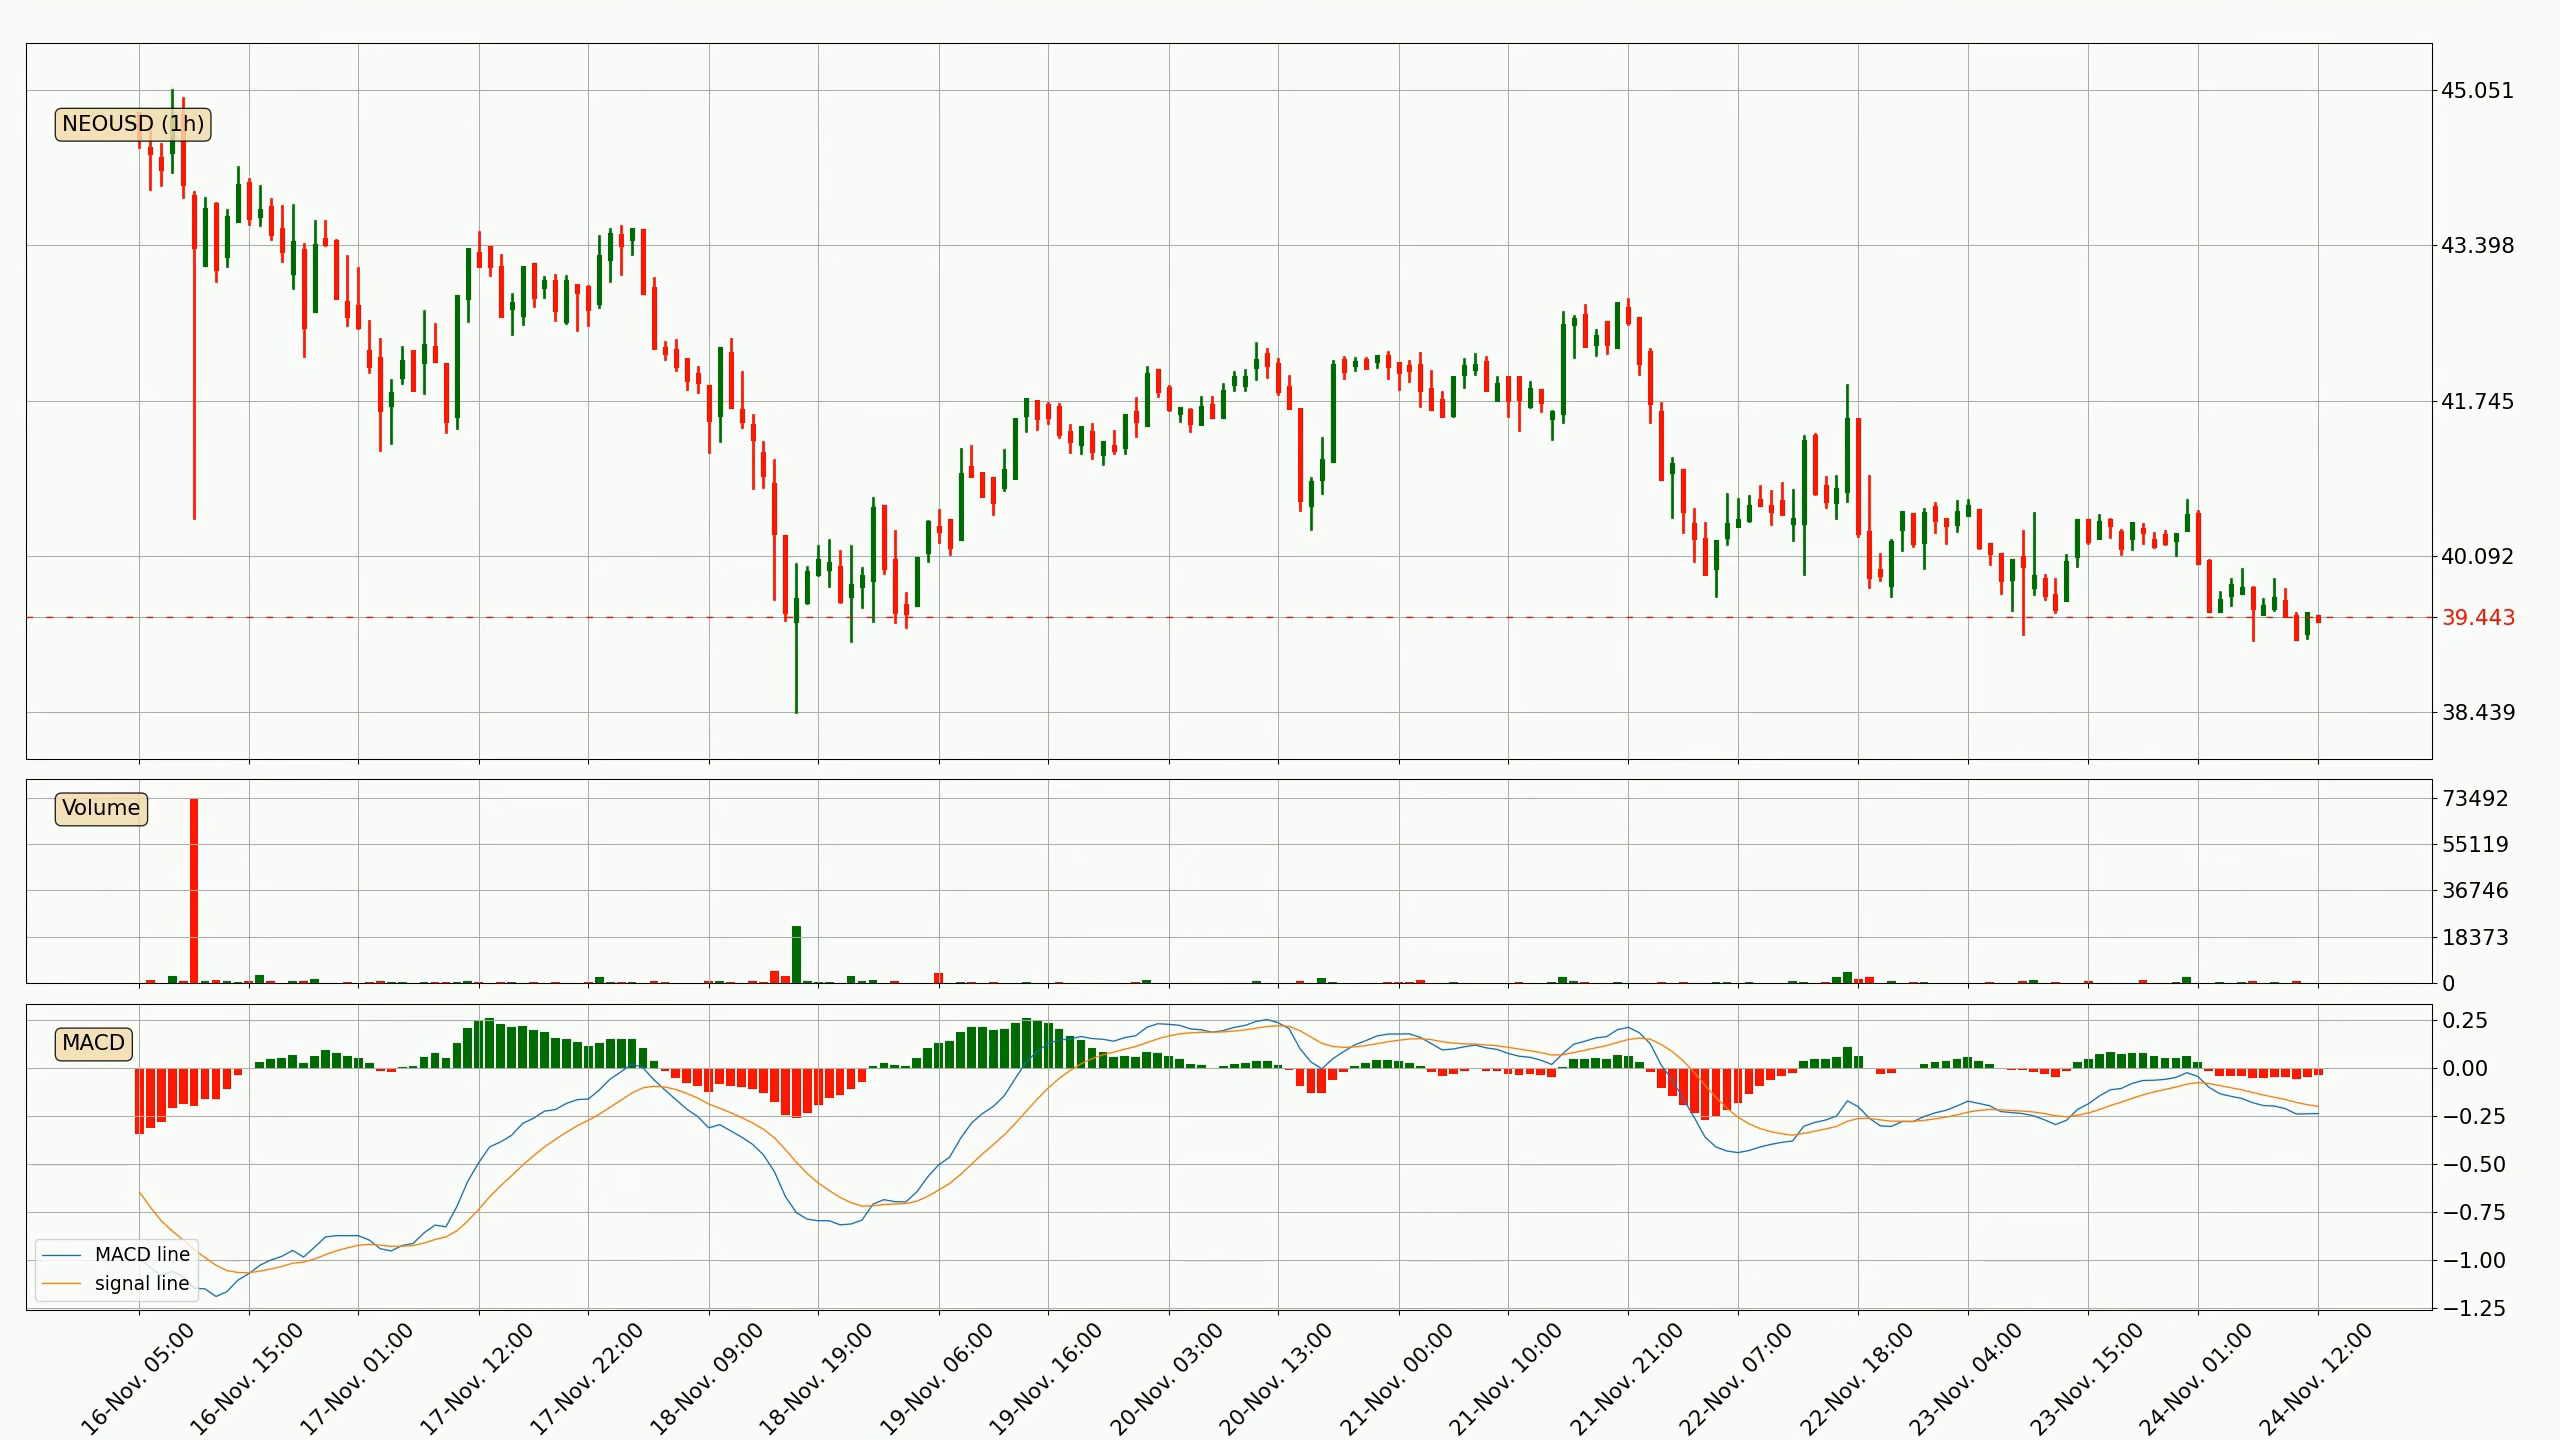 NEOUSD (1h)
45.051
43.398
41.745
40.092
39.443
38.439
Volume
73492
55119
36746
18373
0
MACD
0.25
0.00
−0.25
−0.50
−0.75
−1.00
−1.25
MACD line
signal line
16-Nov. 05:00
16-Nov. 15:00
17-Nov. 01:00
17-Nov. 12:00
17-Nov. 22:00
18-Nov. 09:00
18-Nov. 19:00
19-Nov. 06:00
19-Nov. 16:00
20-Nov. 03:00
20-Nov. 13:00
21-Nov. 00:00
21-Nov. 10:00
21-Nov. 21:00
22-Nov. 07:00
22-Nov. 18:00
23-Nov. 04:00
23-Nov. 15:00
24-Nov. 01:00
24-Nov. 12:00